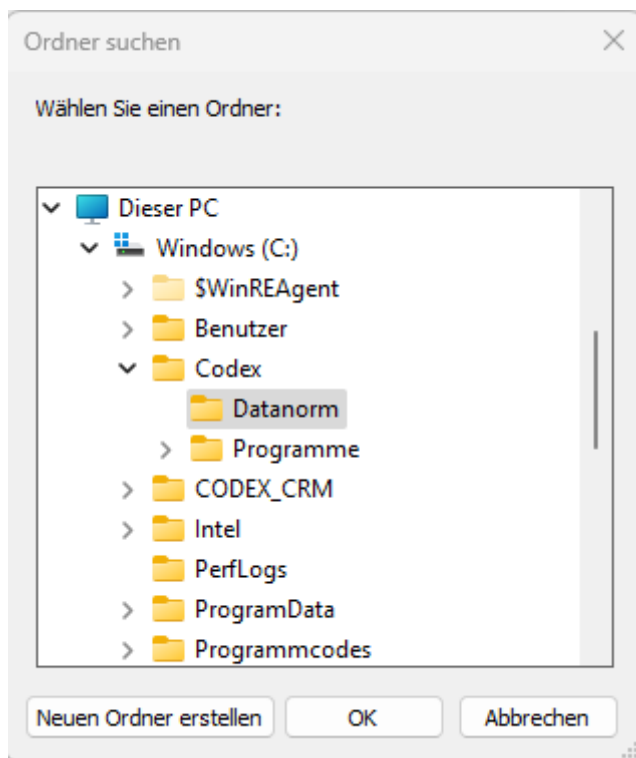 Ordner suchen
Wählen Sie einen Ordner:
Dieser PC
Windows (C:)
$WinREAgent
Benutzer
Codex
Datanorm
Programme
CODEX_CRM
Intel
PerfLogs
ProgramData
Programmcodes
Neuen Ordner erstellen OK Abbrechen